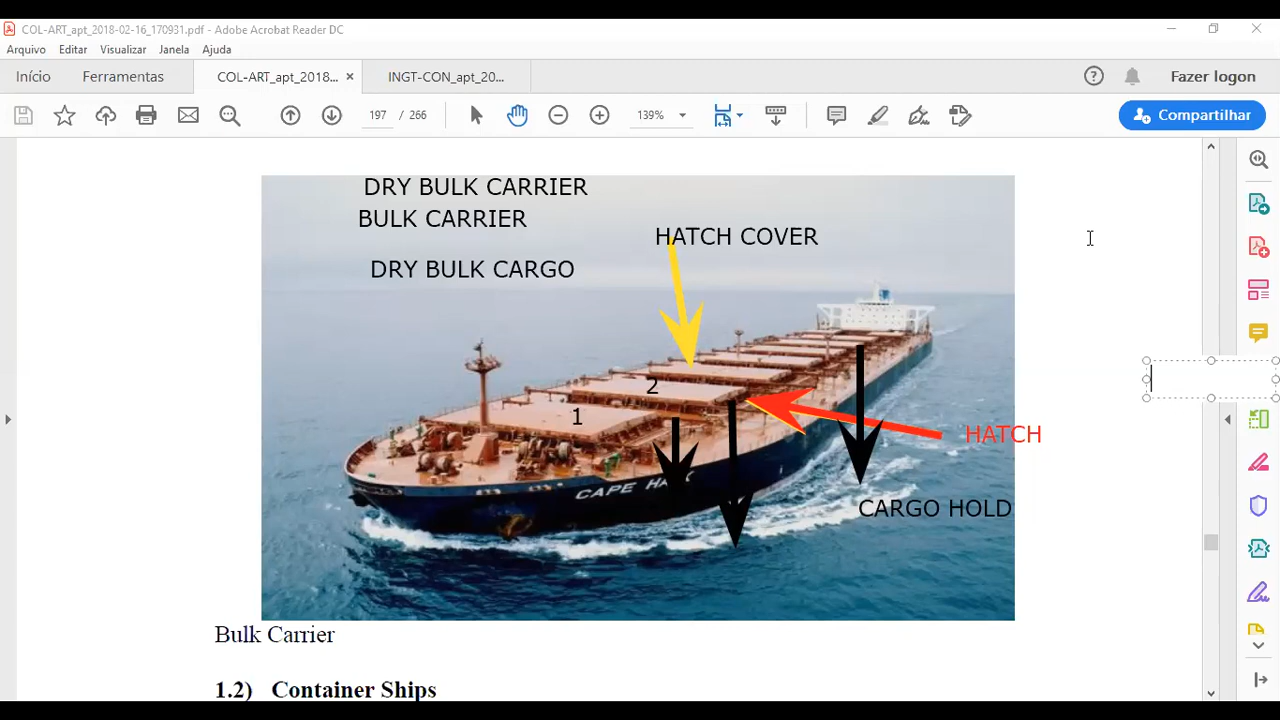 COL-ART_apt_2018-02-16_170931.pdf - Adobe Acrobat Reader DC
Arquivo Editar Visualizar Janela Ajuda
Início Ferramentas COL-ART_apt_2018... × INGT-CON_apt_20... Fazer logon
197 / 266 139% Compartilhar
DRY BULK CARRIER
BULK CARRIER
HATCH COVER
DRY BULK CARGO
2
1
HATCH
CAPE HA
CARGO HOLD
Bulk Carrier
1.2) Container Ships